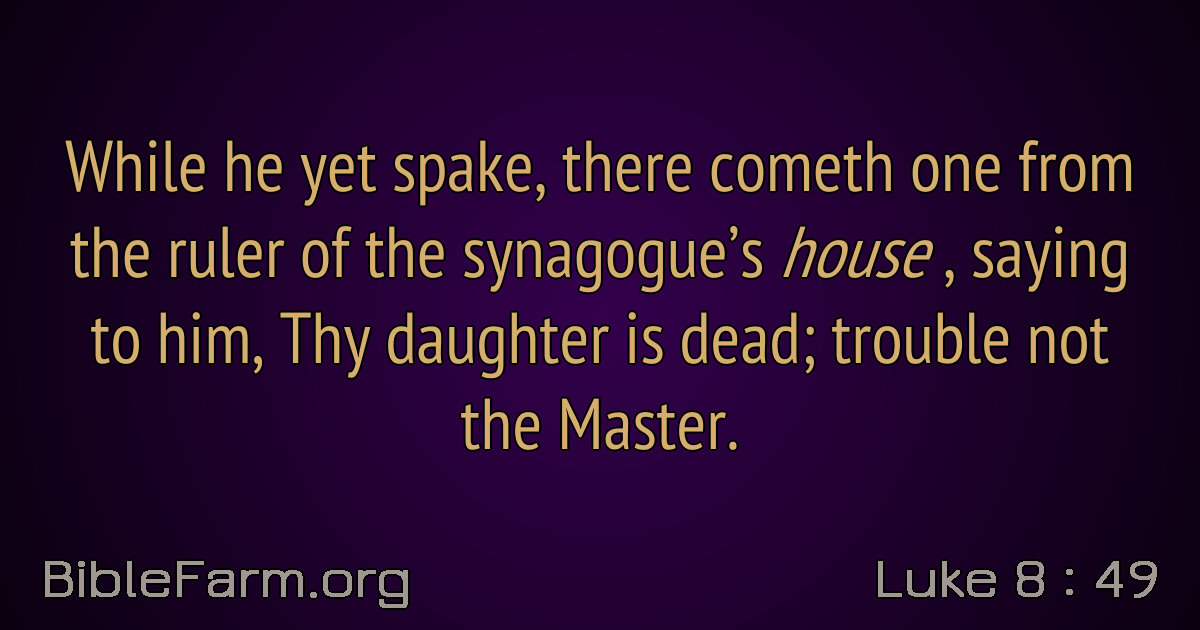 While he yet spake, there cometh one from
the ruler of the synagogue’s house , saying
to him, Thy daughter is dead; trouble not
the Master.
BibleFarm.org
Luke 8 : 49